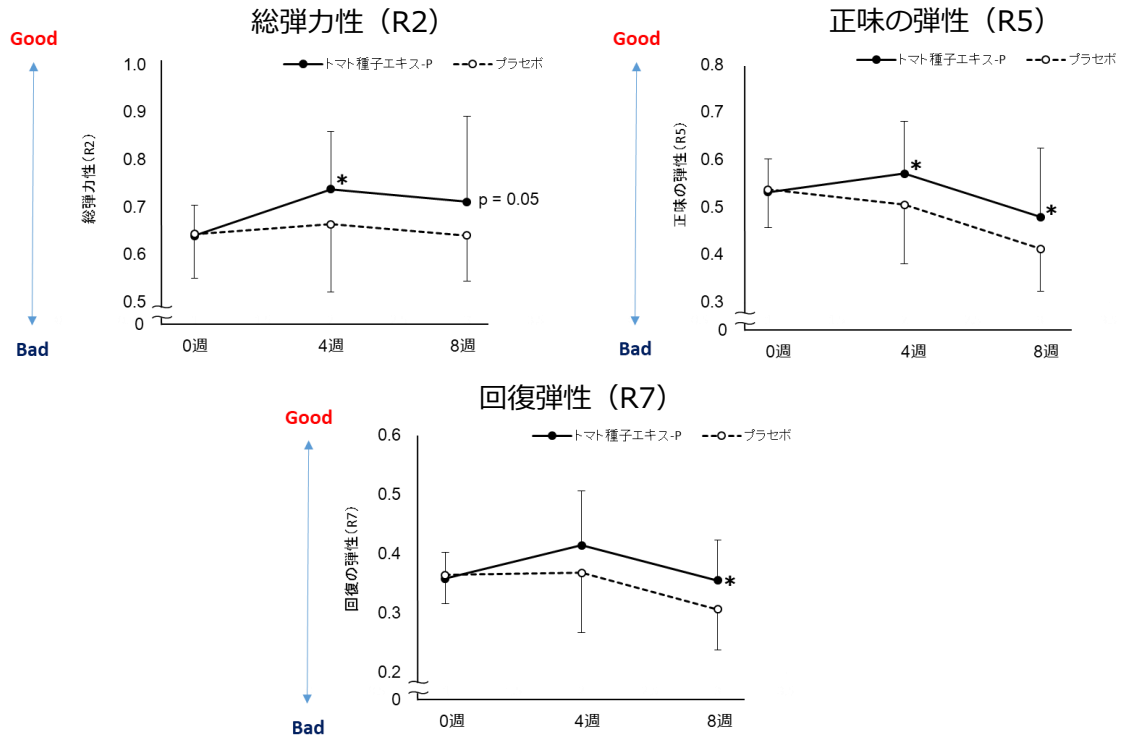 総弾力性（R2）
Good
トマト種子エキス-P
プラセボ
総弾力性(R2)
1.0
0.9
0.8
0.7
0.6
0.5
0
*
p = 0.05
0週
4週
8週
Bad
正味の弾性（R5）
Good
トマト種子エキス-P
プラセボ
正味の弾性(R5)
0.8
0.7
0.6
0.5
0.4
0.3
0
*
*
0週
4週
8週
Bad
回復弾性（R7）
Good
トマト種子エキス-P
プラセボ
回復の弾性(R7)
0.6
0.5
0.4
0.3
0.2
0
*
0週
4週
8週
Bad